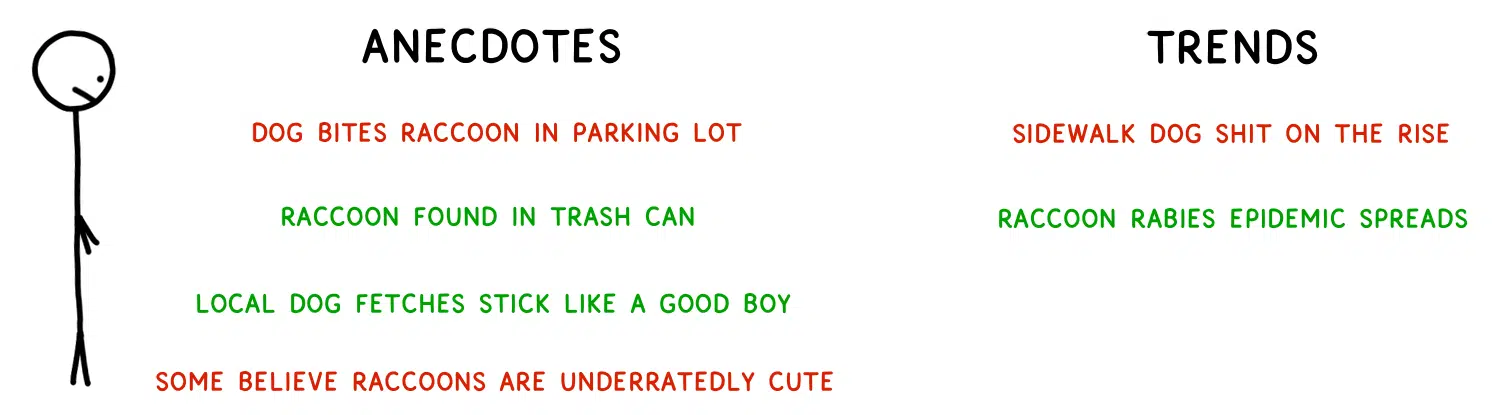 ANECDOTES
DOG BITES RACCOON IN PARKING LOT
RACCOON FOUND IN TRASH CAN
LOCAL DOG FETCHES STICK LIKE A GOOD BOY
SOME BELIEVE RACCOONS ARE UNDERRATEDLY CUTE
TRENDS
SIDEWALK DOG SHIT ON THE RISE
RACCOON RABIES EPIDEMIC SPREADS